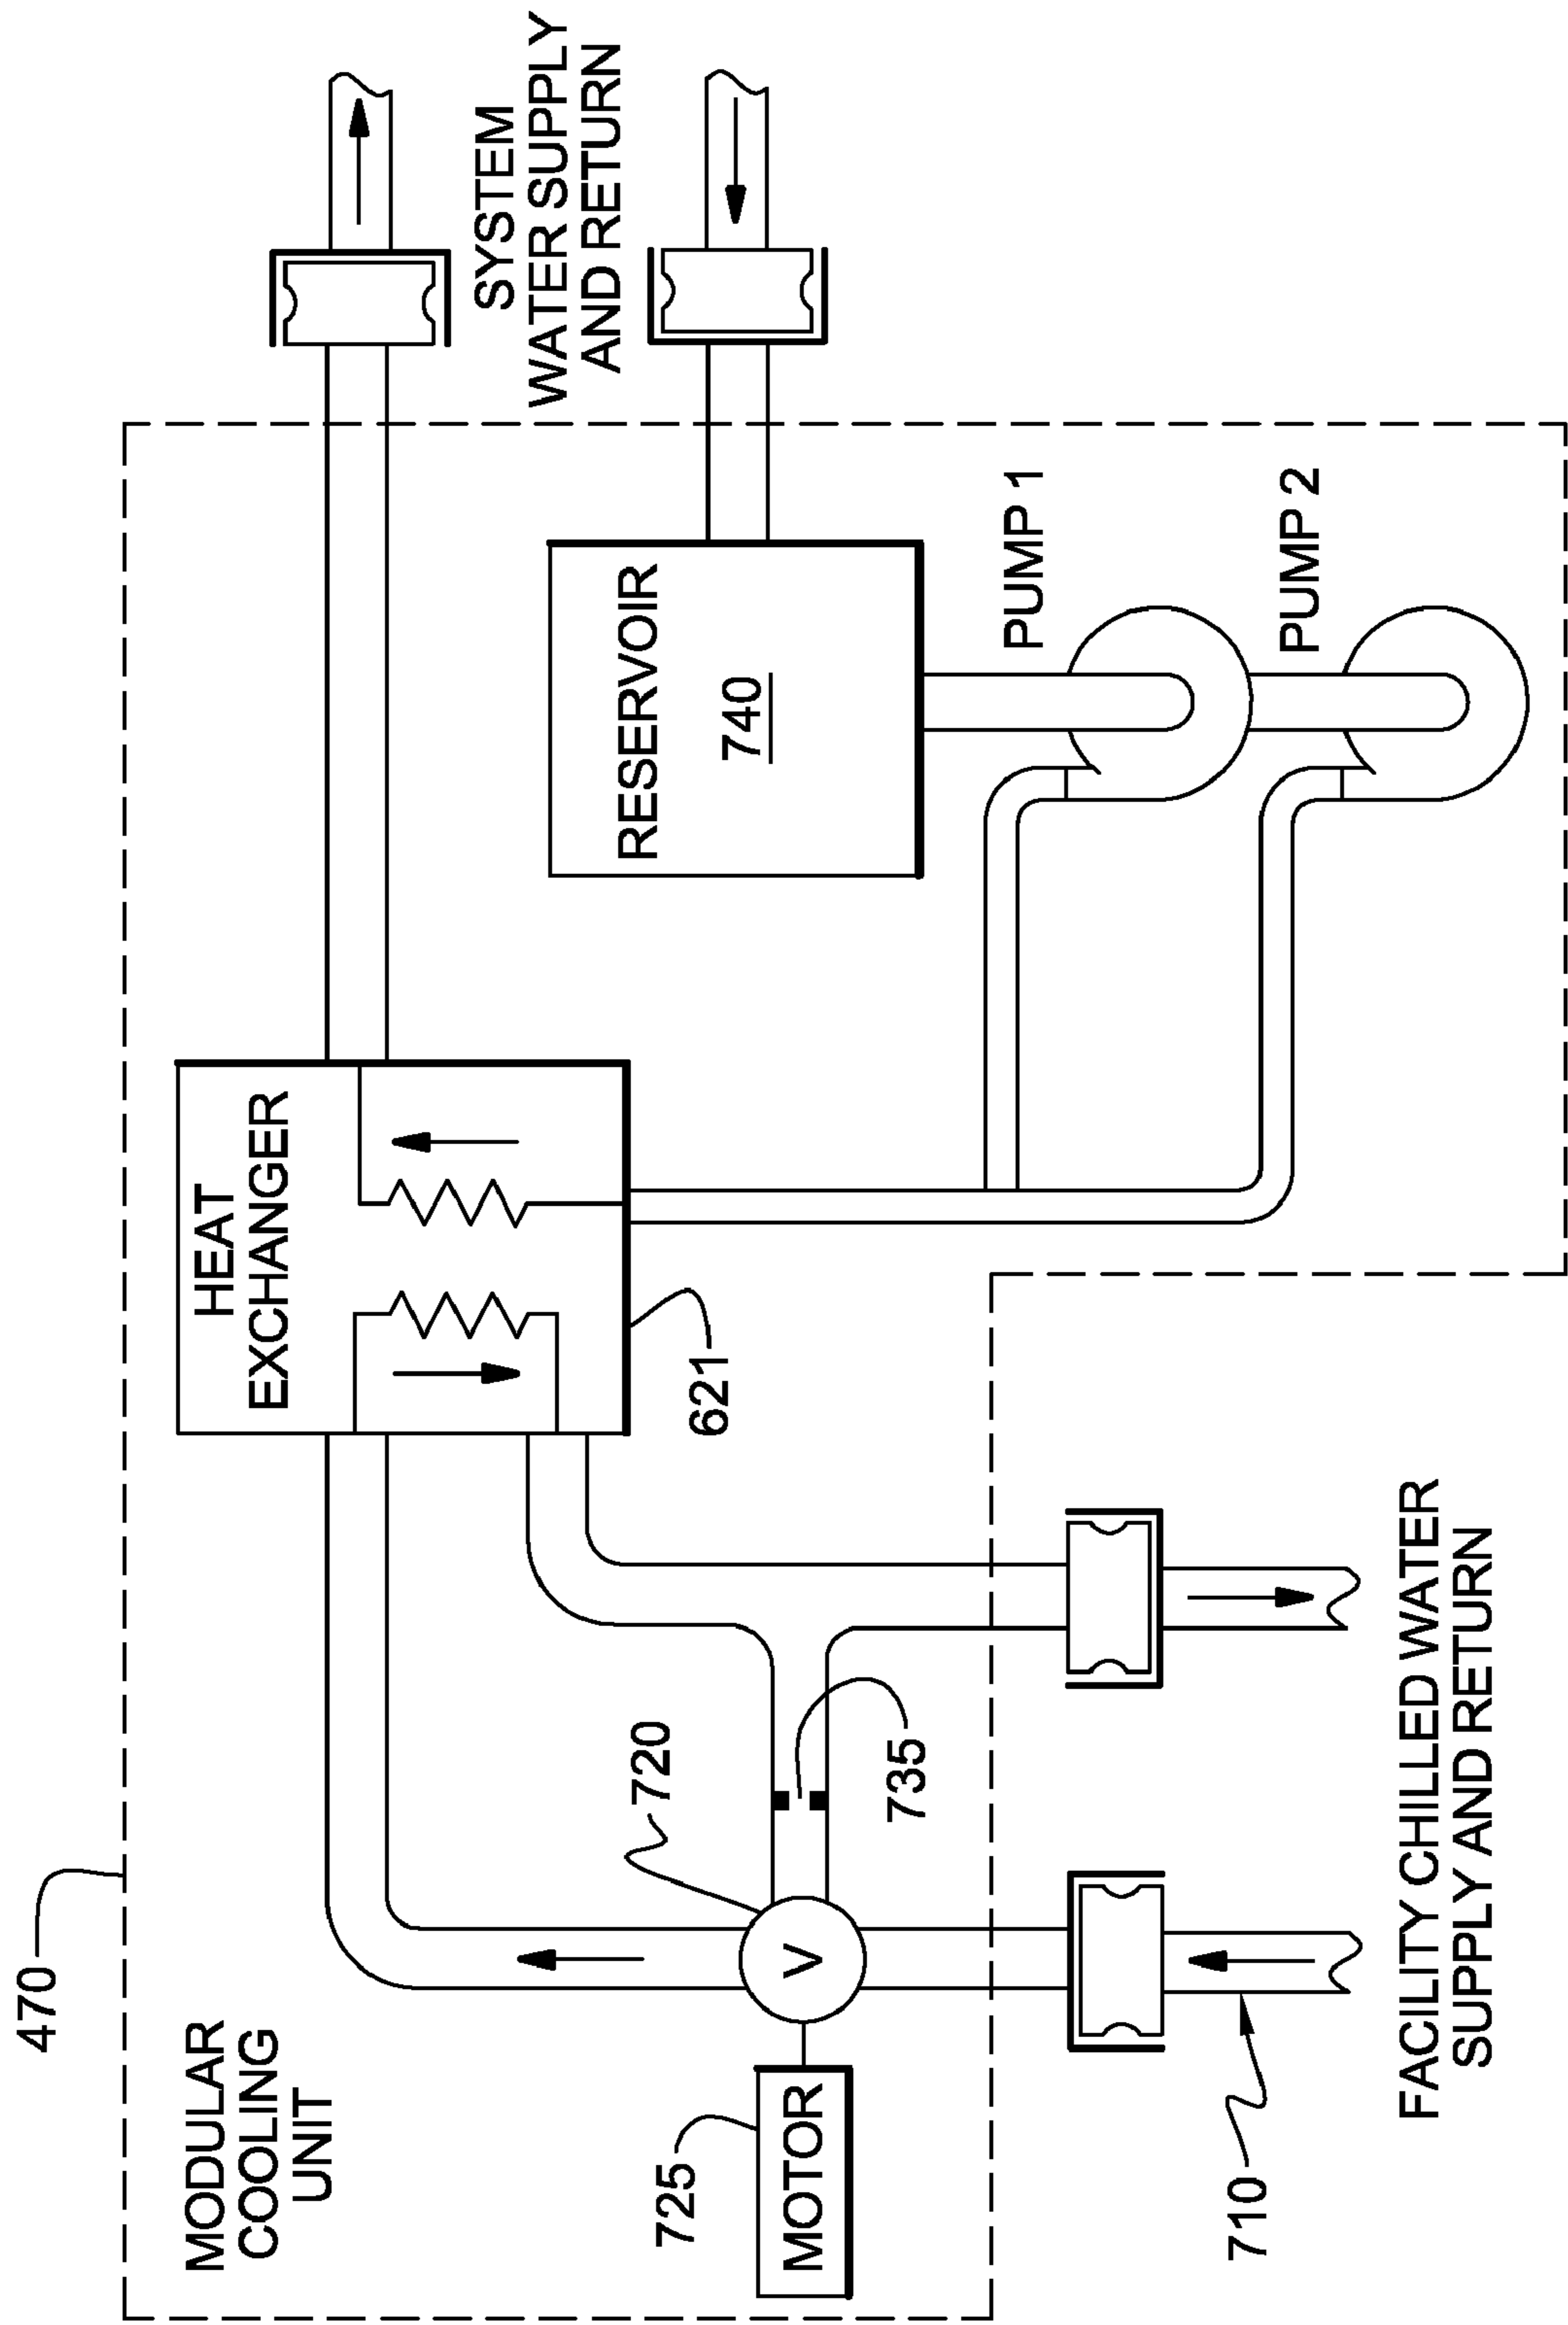 470
MODULAR
COOLING
UNIT
HEAT
EXCHANGER
621
SYSTEM
WATER SUPPLY
AND RETURN
RESERVOIR
740
PUMP 1
PUMP 2
720
V
735
725
MOTOR
710
FACILITY CHILLED WATER
SUPPLY AND RETURN